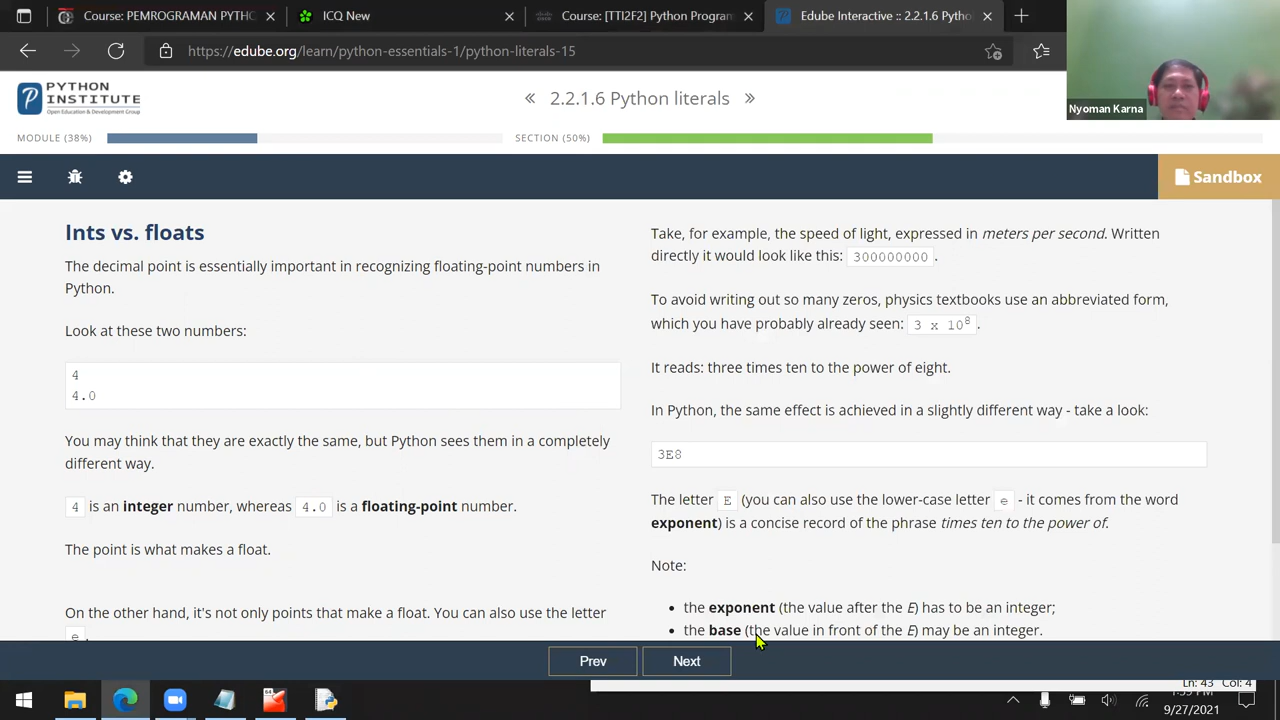 Course: PEMROGRAMAN PYTHC
ICQ New
Course: [TTI2F2] Python Program
Edube Interactive :: 2.2.1.6 Pytho
https://edube.org/learn/python-essentials-1/python-literals-15
Nyoman Karna
PYTHON
INSTITUTE
Open Education & Development Group
2.2.1.6 Python literals
MODULE (38%)
SECTION (50%)
Sandbox
Ints vs. floats
The decimal point is essentially important in recognizing floating-point numbers in
Python.
Look at these two numbers:
4
4.0
You may think that they are exactly the same, but Python sees them in a completely
different way.
4 is an integer number, whereas 4.0 is a floating-point number.
The point is what makes a float.
On the other hand, it's not only points that make a float. You can also use the letter
e.
Take, for example, the speed of light, expressed in meters per second. Written
directly it would look like this: 300000000.
To avoid writing out so many zeros, physics textbooks use an abbreviated form,
which you have probably already seen: 3 x 10⁸.
It reads: three times ten to the power of eight.
In Python, the same effect is achieved in a slightly different way - take a look:
3E8
The letter E (you can also use the lower-case letter e - it comes from the word
exponent) is a concise record of the phrase times ten to the power of.
Note:
• the exponent (the value after the E) has to be an integer;
• the base (the value in front of the E) may be an integer.
Prev
Next
Ln: 43 Col: 4
9/27/2021